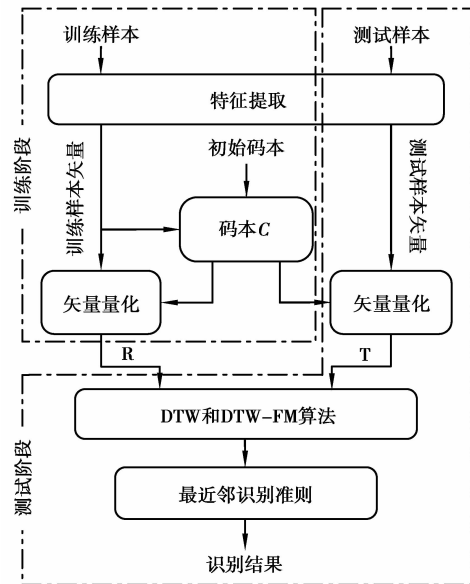 训练样本
测试样本
特征提取
训练阶段
训练样本矢量
初始码本
测试样本矢量
码本C
矢量量化
矢量量化
R
T
DTW和DTW-FM算法
测试阶段
最近邻识别准则
识别结果